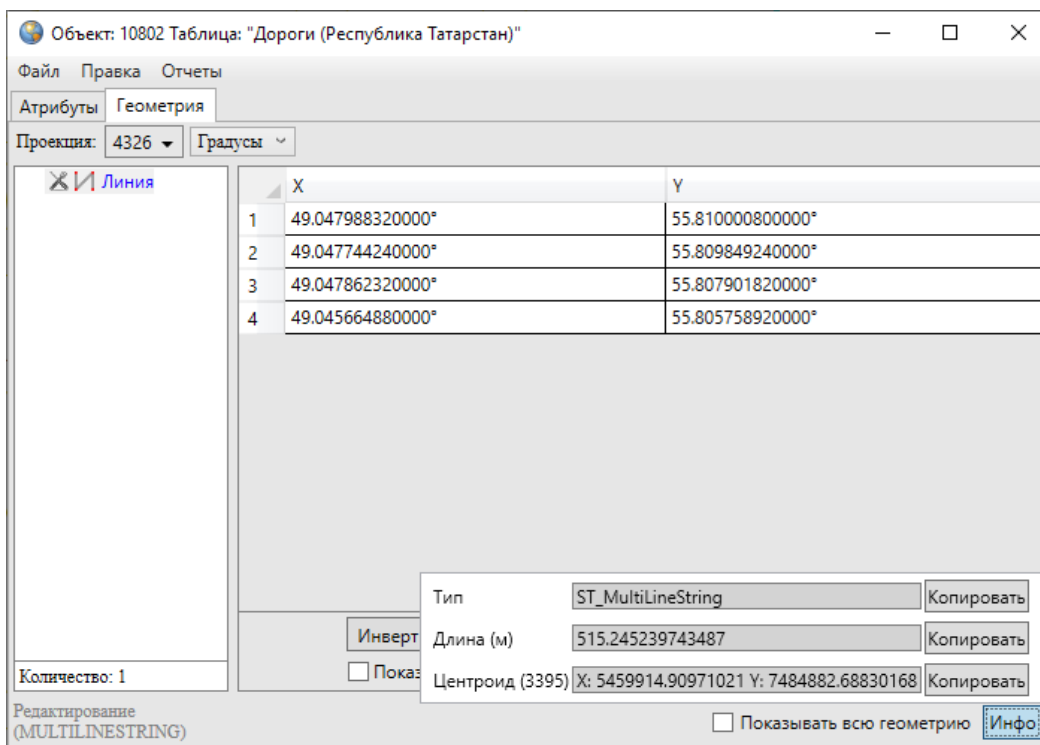 Объект: 10802 Таблица: "Дороги (Республика Татарстан)"
Файл Правка Отчеты
Атрибуты Геометрия
Проекция: 4326 Градусы
Линия
X Y
1 49.047988320000° 55.810000800000°
2 49.047744240000° 55.809849240000°
3 49.047862320000° 55.807901820000°
4 49.045664880000° 55.805758920000°
Тип ST_MultiLineString Копировать
Инверт Длина (м) 515.245239743487 Копировать
Показ Центроид (3395) X: 5459914.90971021 Y: 7484882.68830168 Копировать
Количество: 1
Редактирование
(MULTILINESTRING)
Показывать всю геометрию Инфо